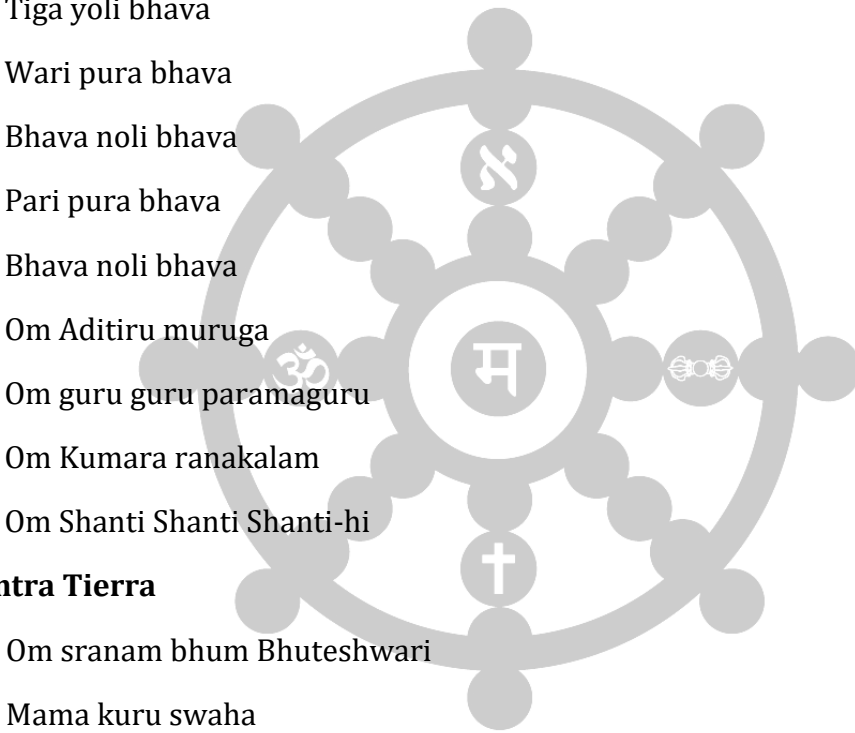 Tiga yoli bhava
Wari pura bhava
Bhava noli bhava
Pari pura bhava
Bhava noli bhava
Om Aditiru muruga
Om guru guru paramaguru
Om Kumara ranakalam
Om Shanti Shanti Shanti-hi
ntra Tierra
Om sranam bhum Bhuteshwari
Mama kuru swaha
א
ॐ
म